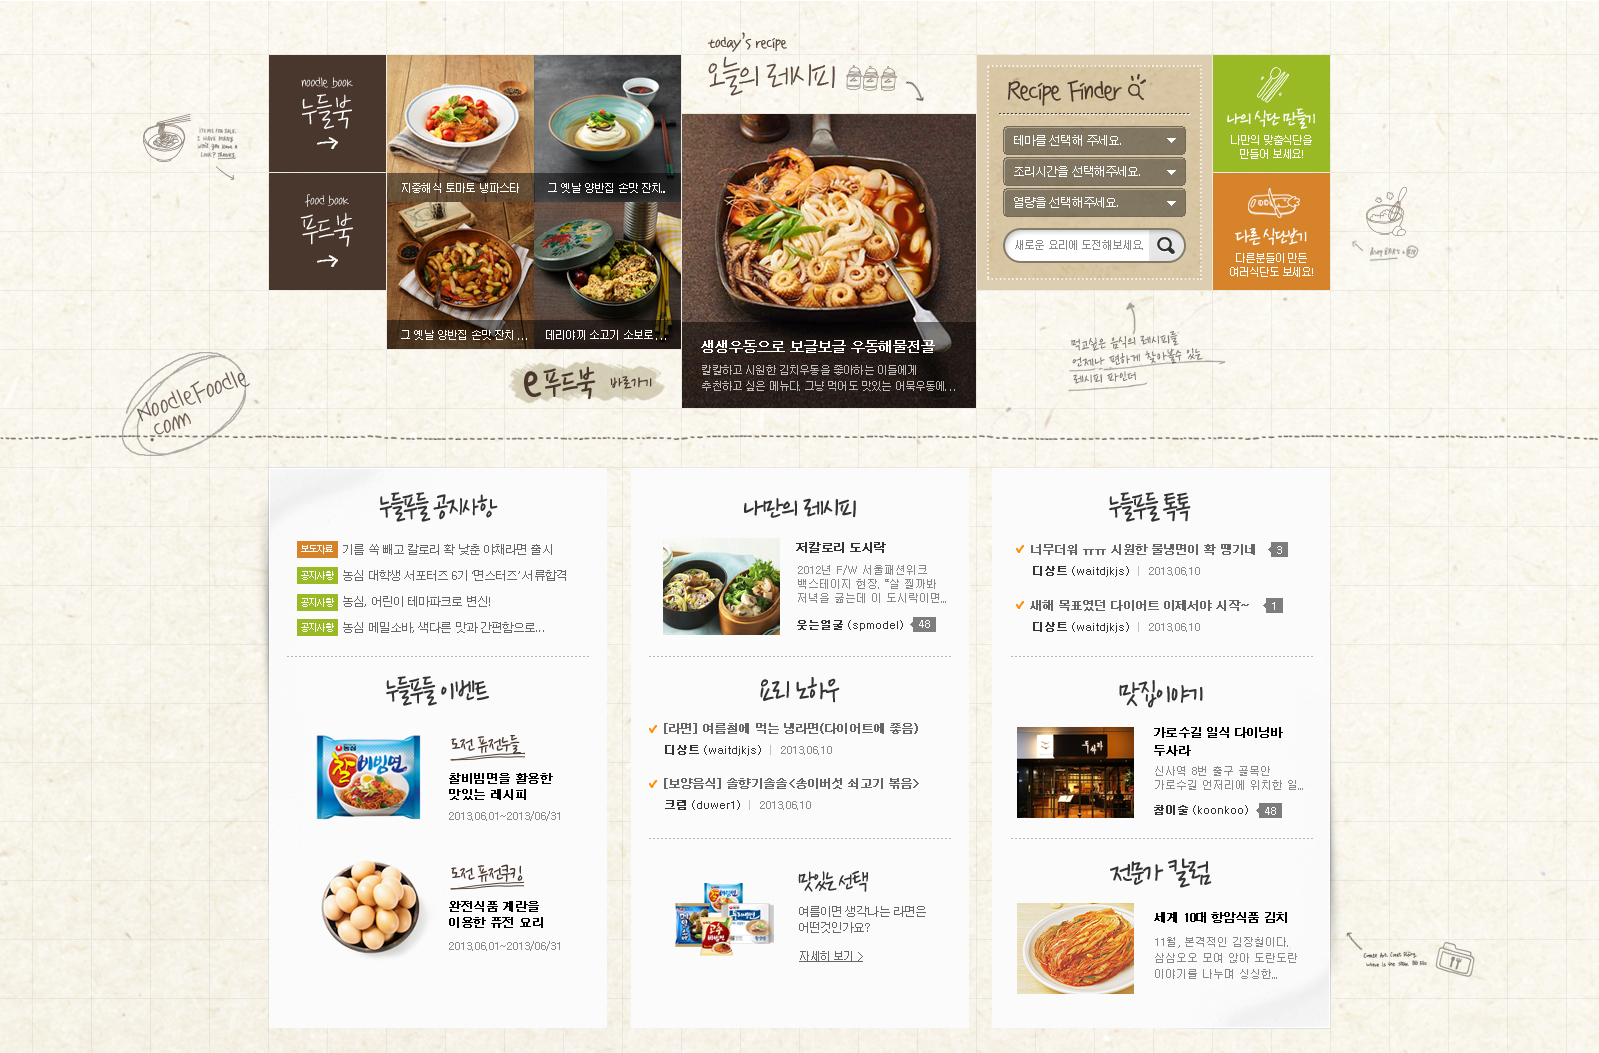 today's recipe
오늘의 레시피
noodle book
누들북
food book
푸드북
지중해식 토마토 냉파스타
그 옛날 양반집 손맛 잔치..
그 옛날 양반집 손맛 잔치 ...
데리야끼 소고기 소보로...
e푸드북 바로가기
생생우동으로 보글보글 우동해물전골
칼칼하고 시원한 김치우동을 좋아하는 이들에게
추천하고 싶은 메뉴다. 그냥 먹어도 맛있는 어묵우동에...
Recipe Finder
테마를 선택해 주세요.
조리시간을 선택해주세요.
열량을 선택해주세요.
새로운 요리에 도전해보세요.
나의 식단 만들기
나만의 맞춤식단을
만들어 보세요!
다른 식단보기
다른분들이 만든
여러식단도 보세요!
먹고싶은 음식의 레시피를
언제나 편하게 찾아볼수 있는
레시피 파인더
NoodleFoodle
.com
누들푸들 공지사항
보도자료 기름 쏙 빼고 칼로리 확 낮춘 야채라면 출시
공지사항 농심 대학생 서포터즈 6기 '면스터즈' 서류합격
공지사항 농심, 어린이 테마파크로 변신!
공지사항 농심 메밀소바, 색다른 맛과 간편함으로...
누들푸들 이벤트
농심
찰비빔면
도전 퓨전누들
찰비빔면을 활용한
맛있는 레시피
2013.06.01~2013/06/31
도전 퓨전쿠킹
완전식품 계란을
이용한 퓨전 요리
2013.06.01~2013/06/31
나만의 레시피
저칼로리 도시락
2012년 F/W 서울패션위크
백스테이지 현장. "살 찔까봐
저녁을 굶는데 이 도시락이면...
웃는얼굴 (spmodel) 48
요리 노하우
[라면] 여름철에 먹는 냉라면(다이어트에 좋음)
디상트 (waitdjkjs) | 2013.06.10
[보양음식] 솔향기솔솔<송이버섯 쇠고기 볶음>
크렘 (duwer1) | 2013.06.10
맛있는 선택
여름이면 생각나는 라면은
어떤것인가요?
자세히 보기 >
누들푸들 톡톡
너무더워 ㅠㅠ 시원한 물냉면이 확 땡기네 3
디상트 (waitdjkjs) | 2013.06.10
새해 목표였던 다이어트 이제서야 시작~ 1
디상트 (waitdjkjs) | 2013.06.10
맛집이야기
가로수길 일식 다이닝바
두사라
신사역 8번 출구 골목안
가로수길 언저리에 위치한 일...
참이술 (koonkoo) 48
전문가 칼럼
세계 10대 항암식품 김치
11월, 본격적인 김장철이다.
삼삼오오 모여 앉아 도란도란
이야기를 나누며 싱싱한...